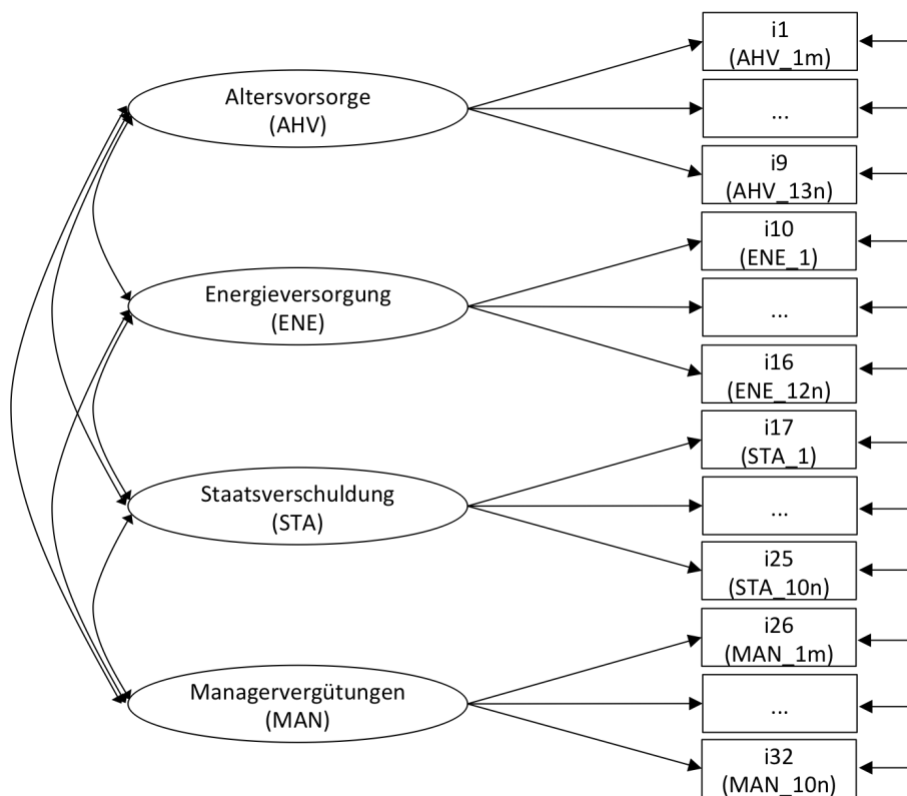 i1
(AHV_1m)
Altersvorsorge
(AHV)
...
i9
(AHV_13n)
i10
(ENE_1)
Energieversorgung
(ENE)
...
i16
(ENE_12n)
i17
(STA_1)
Staatsverschuldung
(STA)
...
i25
(STA_10n)
i26
(MAN_1m)
Managervergütungen
(MAN)
...
i32
(MAN_10n)